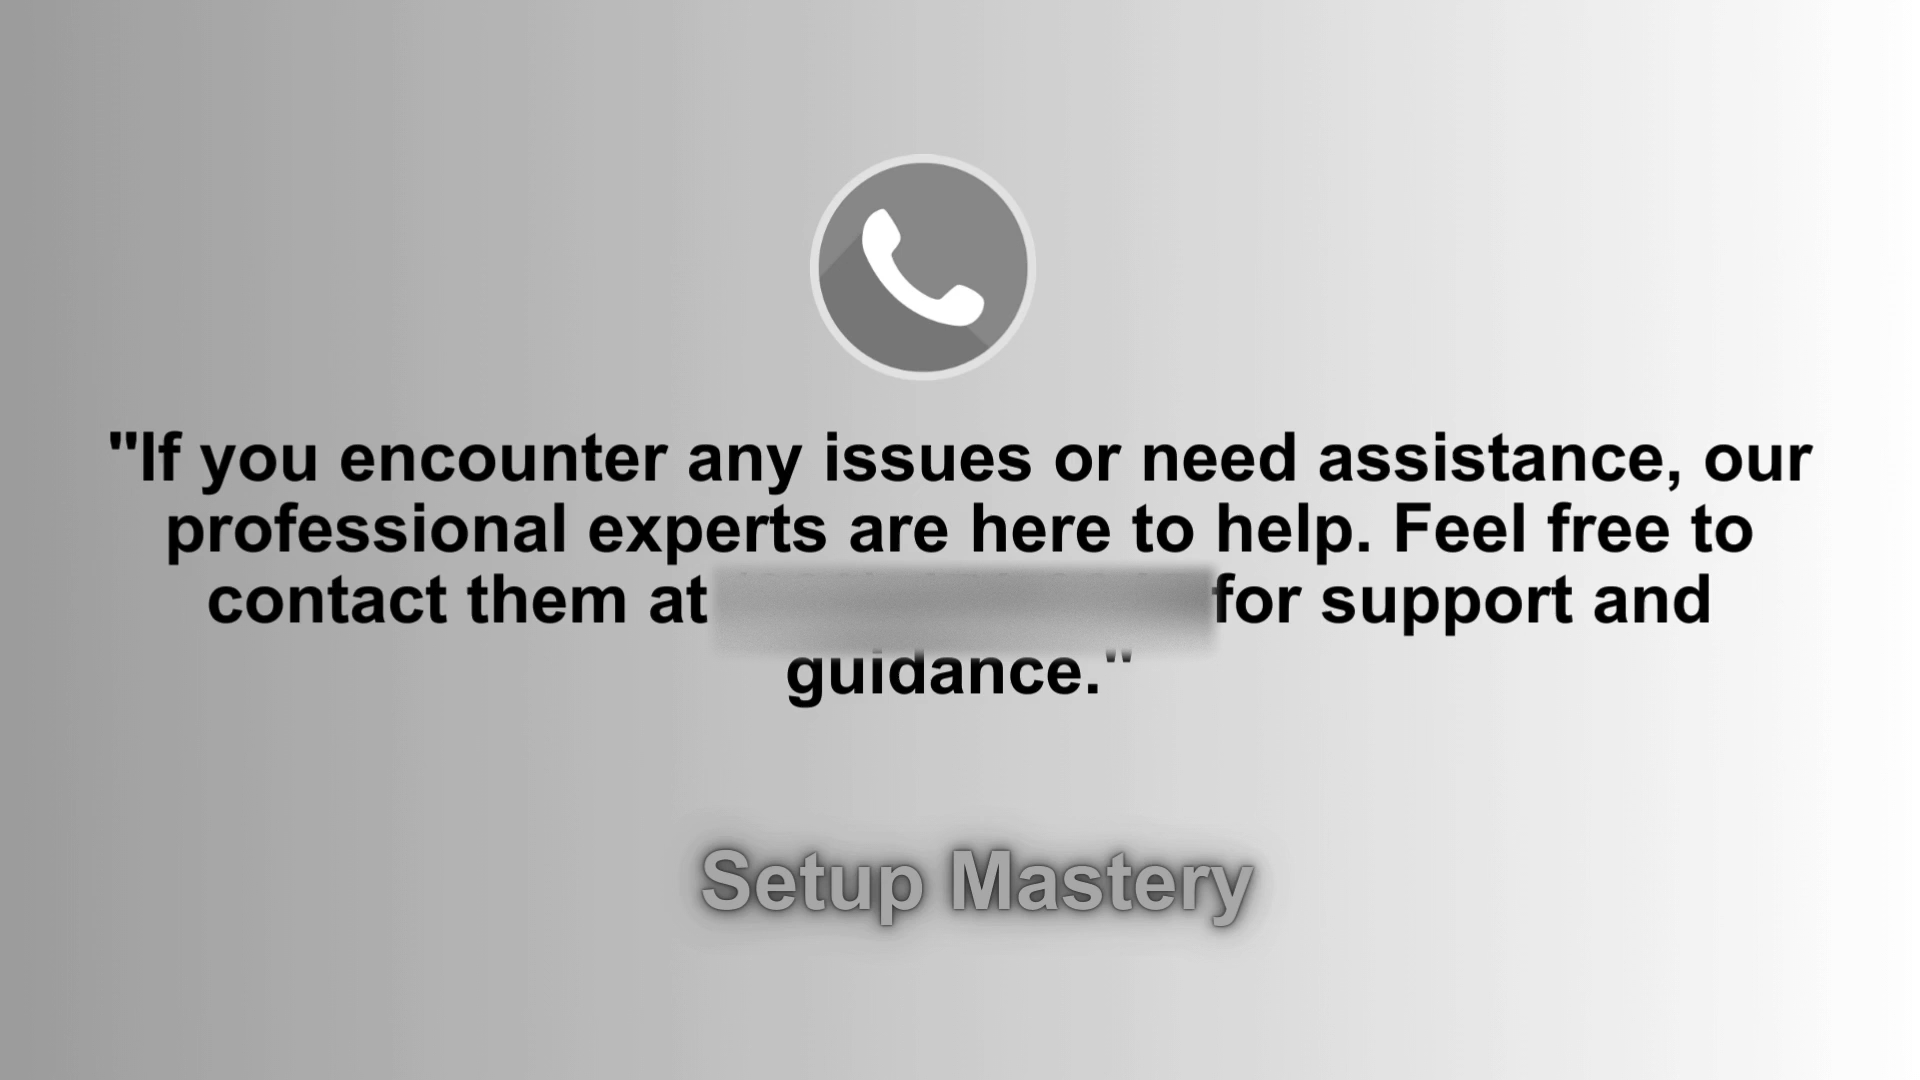 "If you encounter any issues or need assistance, our
professional experts are here to help. Feel free to
contact them at for support and
guidance."
Setup Mastery